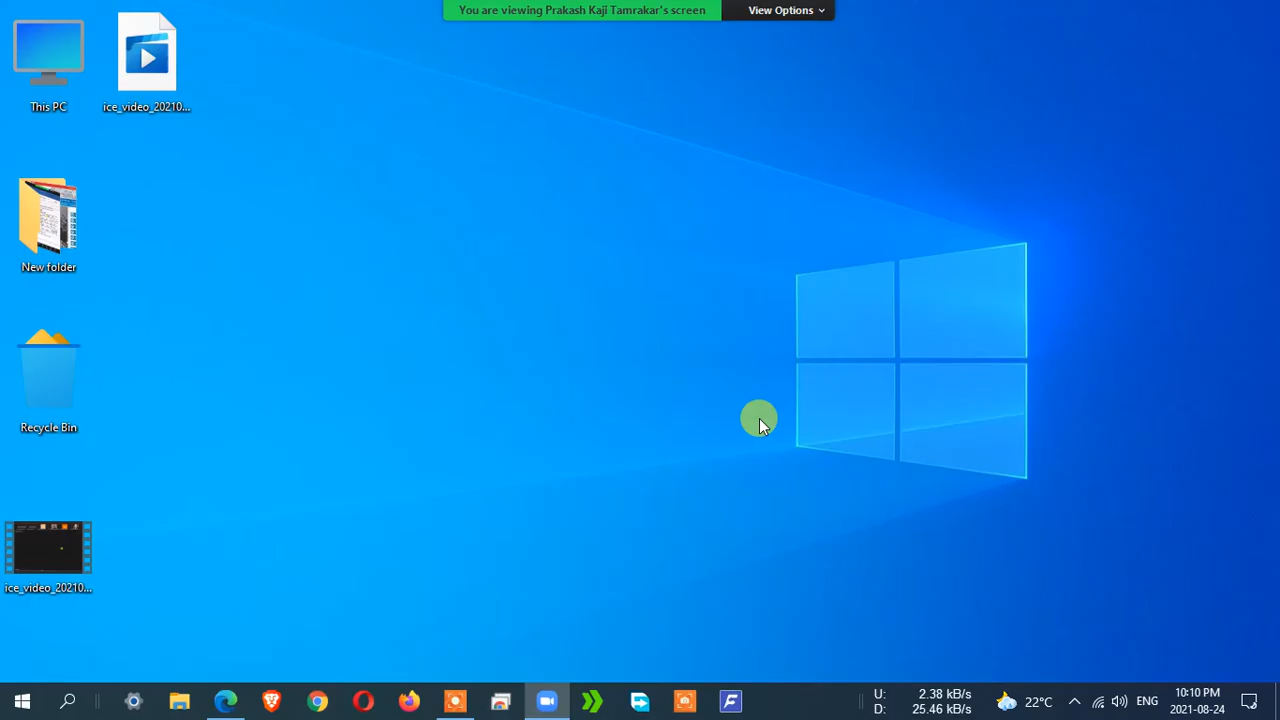 You are viewing Prakash Kaji Tamrakar's screen
View Options
This PC
ice_video_20210...
New folder
Recycle Bin
ice_video_20210...
U: 2.38 kB/s
D: 25.46 kB/s
22°C
ENG
10:10 PM
2021-08-24